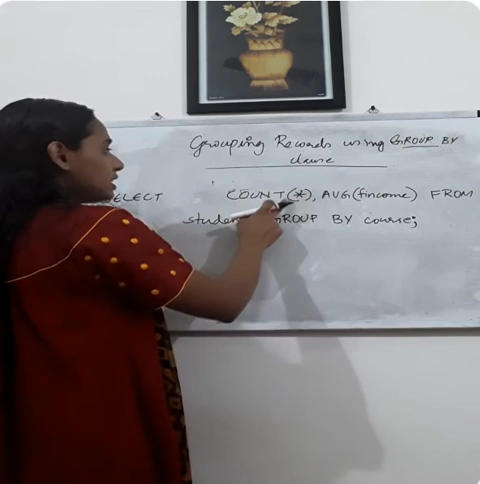 Grouping Records using GROUP BY
clause
SELECT COUNT(*), AVG(fincome) FROM
student GROUP BY course;